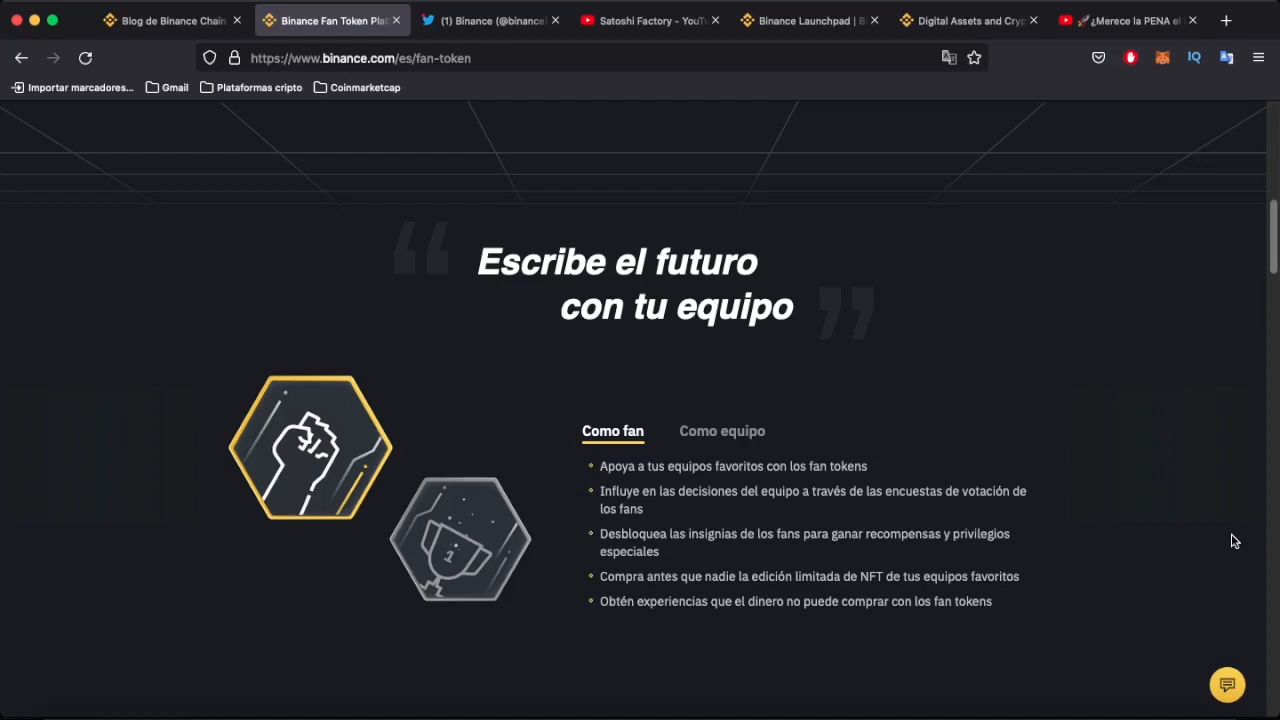 Blog de Binance Chain
Binance Fan Token Plat
(1) Binance (@binance
Satoshi Factory - YouTu
Binance Launchpad | B
Digital Assets and Cryp
🚀¿Merece la PENA el
https://www.binance.com/es/fan-token
IQ
Importar marcadores...
Gmail
Plataformas cripto
Coinmarketcap
“ Escribe el futuro
con tu equipo ”
Como fan
Como equipo
Apoya a tus equipos favoritos con los fan tokens
Influye en las decisiones del equipo a través de las encuestas de votación de
los fans
Desbloquea las insignias de los fans para ganar recompensas y privilegios
especiales
Compra antes que nadie la edición limitada de NFT de tus equipos favoritos
Obtén experiencias que el dinero no puede comprar con los fan tokens
1